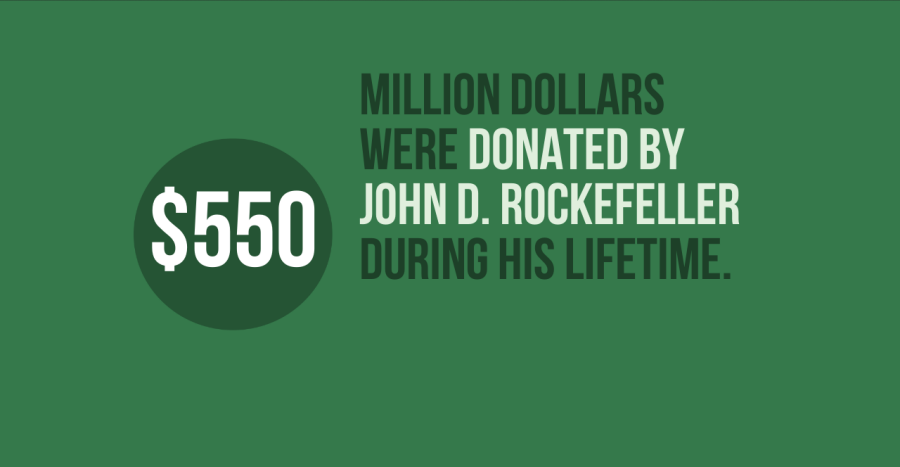 $550
MILLION DOLLARS
WERE DONATED BY
JOHN D. ROCKEFELLER
DURING HIS LIFETIME.